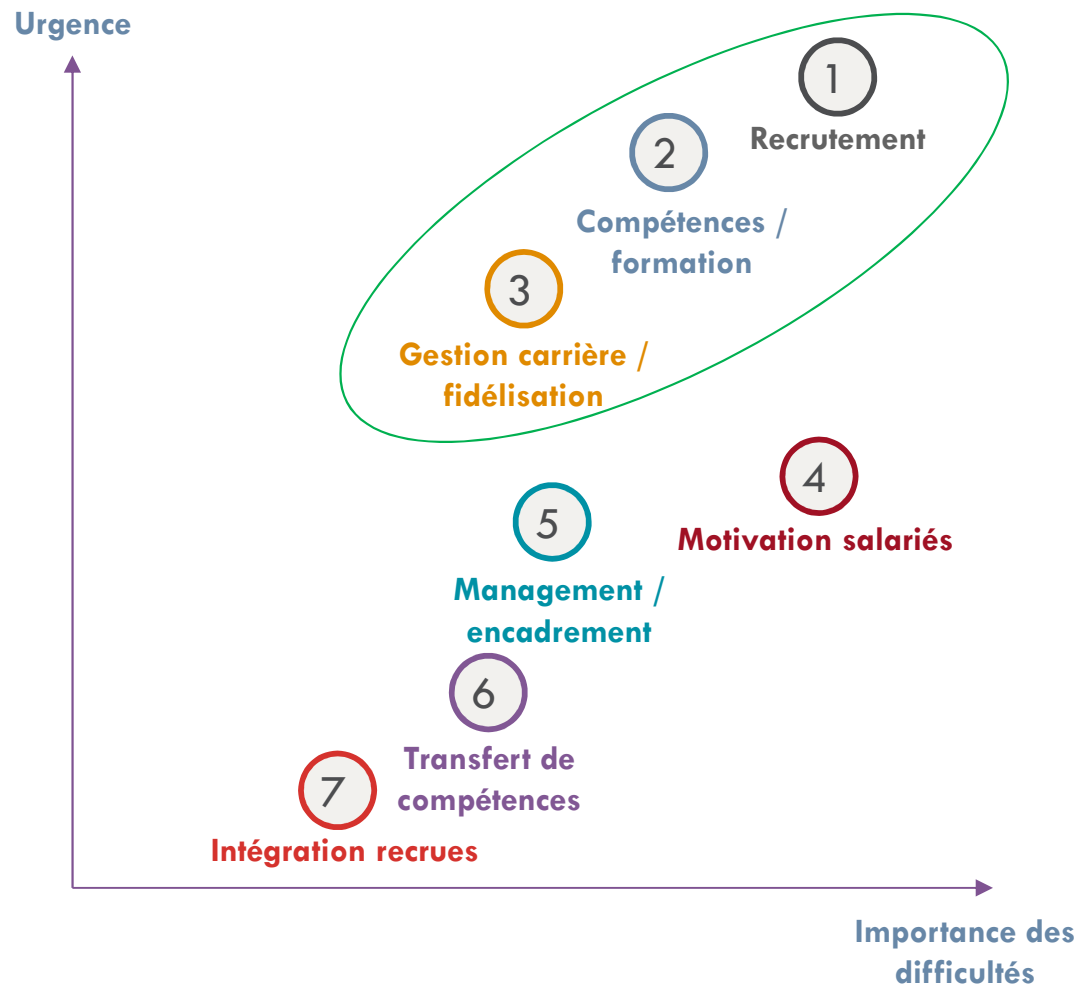 Urgence
1
Recrutement
2
Compétences /
formation
3
Gestion carrière /
fidélisation
4
Motivation salariés
5
Management /
encadrement
6
Transfert de
compétences
7
Intégration recrues
Importance des
difficultés